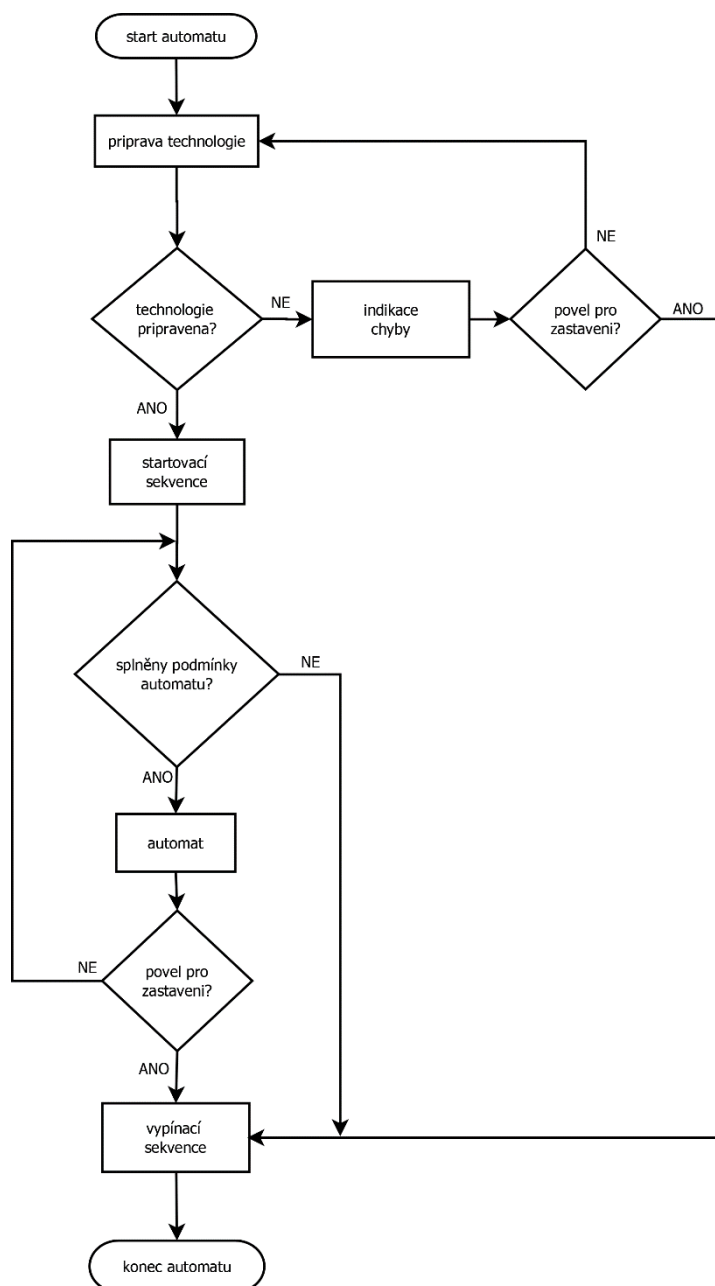 start automatu
priprava technologie
NE
technologie
pripravena?
NE
indikace
chyby
povel pro
zastaveni?
ANO
ANO
startovací
sekvence
splněny podmínky
automatu?
NE
ANO
automat
NE
povel pro
zastaveni?
ANO
vypínací
sekvence
konec automatu